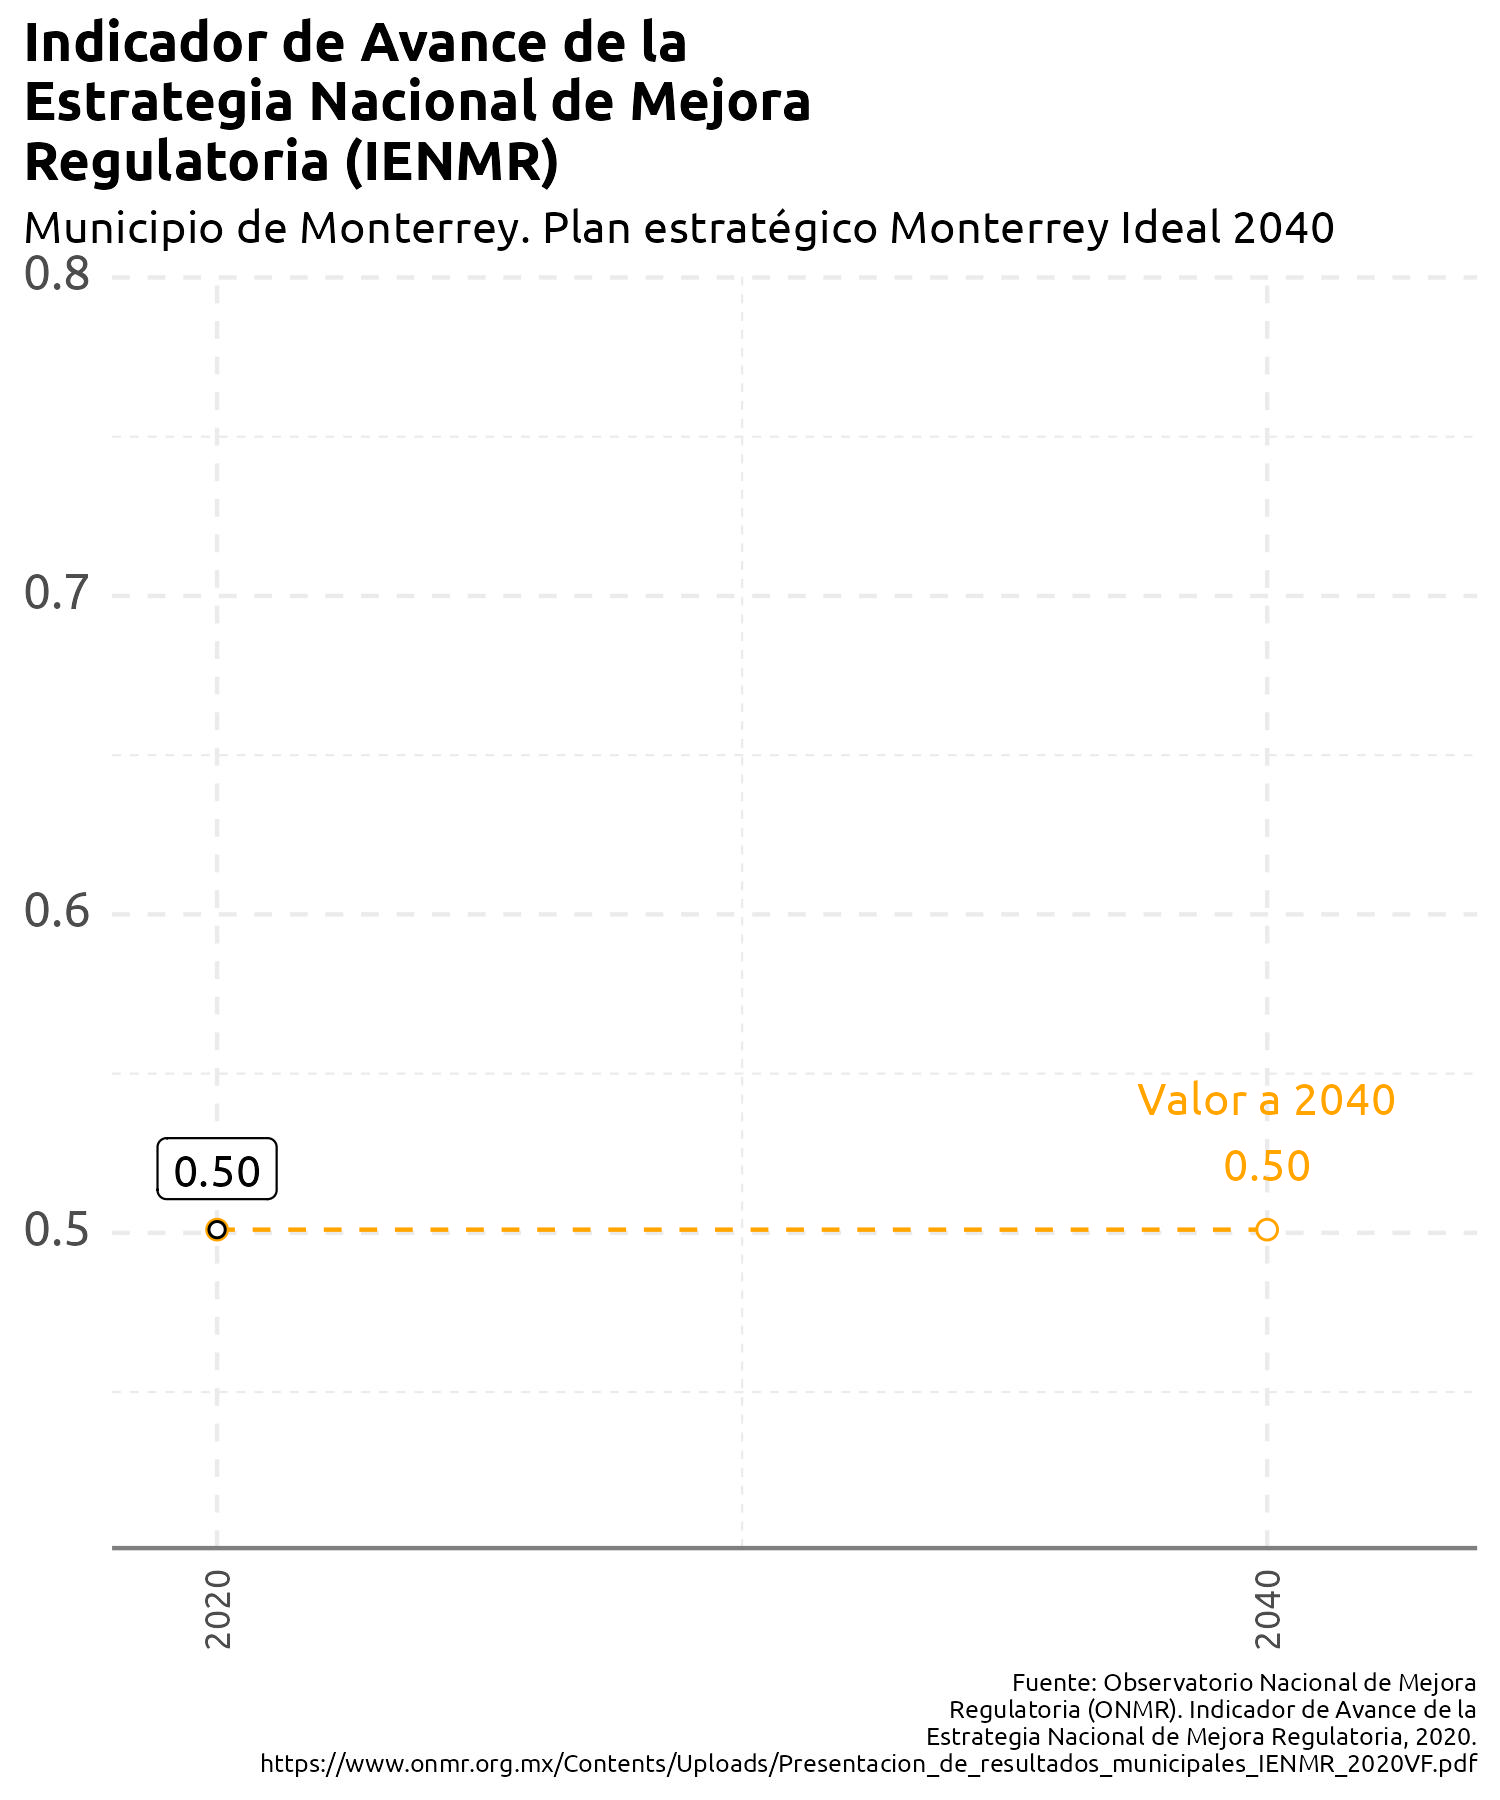 Indicador de Avance de la
Estrategia Nacional de Mejora
Regulatoria (IENMR)
Municipio de Monterrey. Plan estratégico Monterrey Ideal 2040
0.8
0.7
0.6
0.5
0.50
Valor a 2040
0.50
2020
2040
Fuente: Observatorio Nacional de Mejora
Regulatoria (ONMR). Indicador de Avance de la
Estrategia Nacional de Mejora Regulatoria, 2020.
https://www.onmr.org.mx/Contents/Uploads/Presentacion_de_resultados_municipales_IENMR_2020VF.pdf